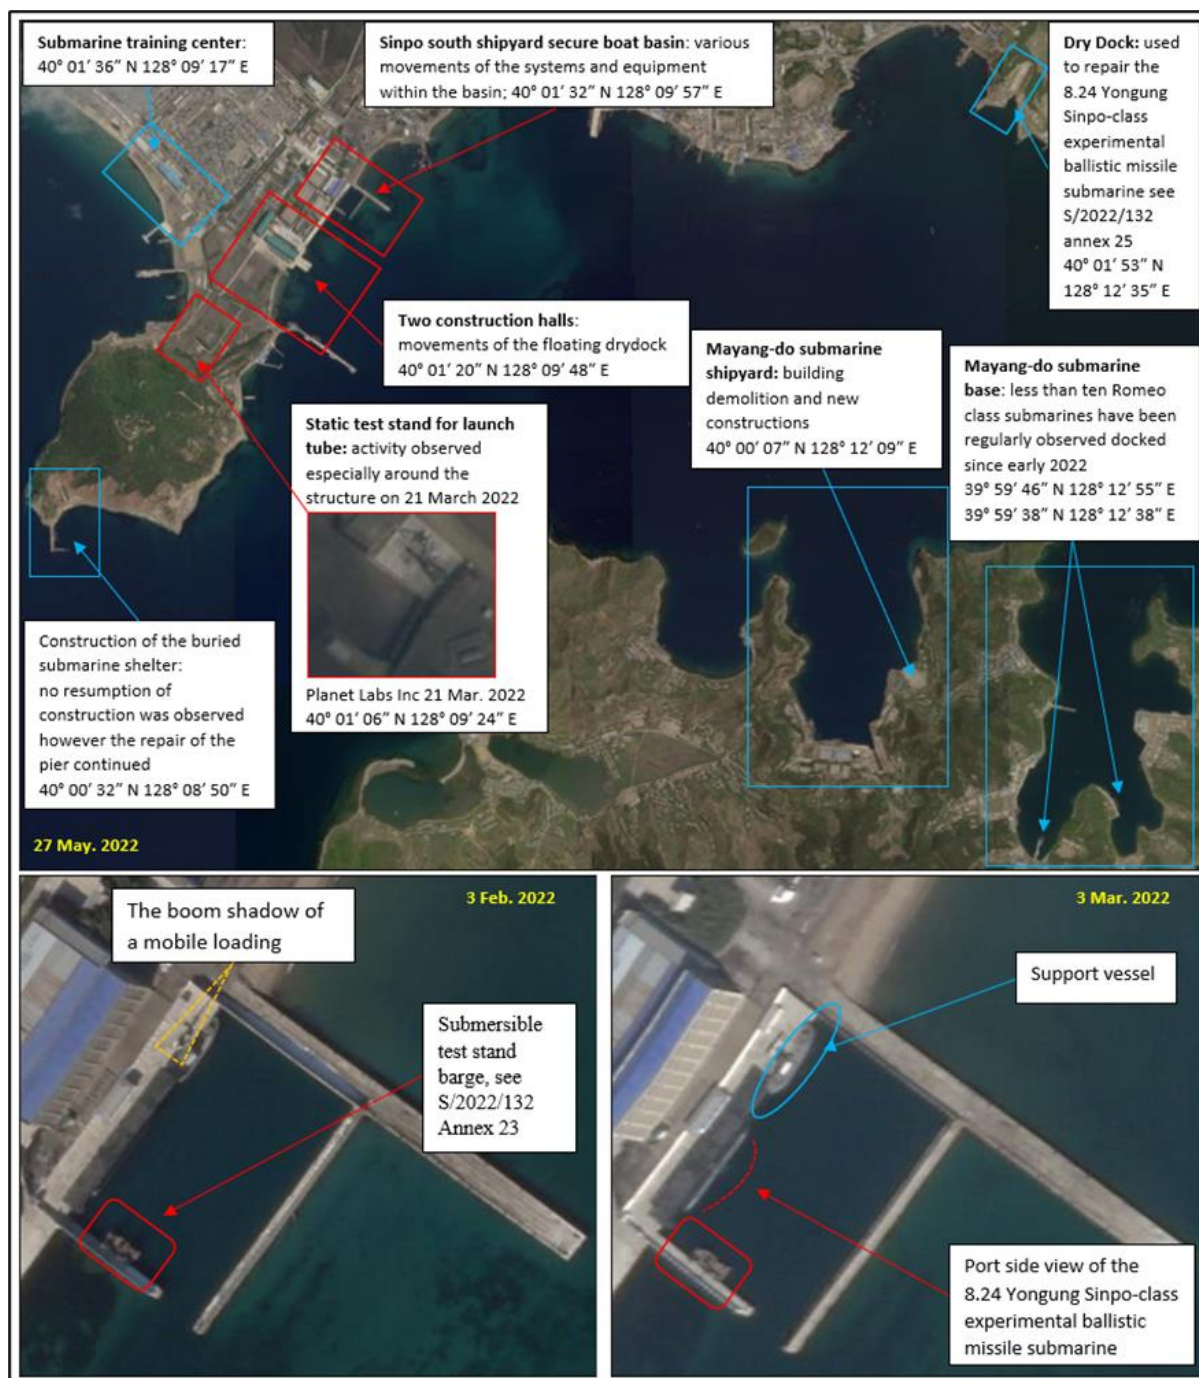 Submarine training center:
40° 01′ 36″ N 128° 09′ 17″ E
Sinpo south shipyard secure boat basin: various
movements of the systems and equipment
within the basin; 40° 01′ 32″ N 128° 09′ 57″ E
Dry Dock: used
to repair the
8.24 Yongung
Sinpo-class
experimental
ballistic missile
submarine see
S/2022/132
annex 25
40° 01′ 53″ N
128° 12′ 35″ E
Two construction halls:
movements of the floating drydock
40° 01′ 20″ N 128° 09′ 48″ E
Mayang-do submarine
shipyard: building
demolition and new
constructions
40° 00′ 07″ N 128° 12′ 09″ E
Mayang-do submarine
base: less than ten Romeo
class submarines have been
regularly observed docked
since early 2022
39° 59′ 46″ N 128° 12′ 55″ E
39° 59′ 38″ N 128° 12′ 38″ E
Static test stand for launch
tube: activity observed
especially around the
structure on 21 March 2022
Planet Labs Inc 21 Mar. 2022
40° 01′ 06″ N 128° 09′ 24″ E
Construction of the buried
submarine shelter:
no resumption of
construction was observed
however the repair of the
pier continued
40° 00′ 32″ N 128° 08′ 50″ E
27 May. 2022
The boom shadow of
a mobile loading
3 Feb. 2022
Submersible
test stand
barge, see
S/2022/132
Annex 23
3 Mar. 2022
Support vessel
Port side view of the
8.24 Yongung Sinpo-class
experimental ballistic
missile submarine